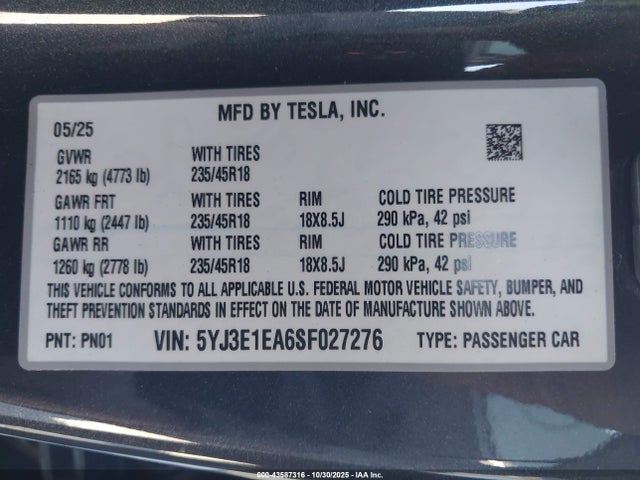 MFD BY TESLA, INC.
05/25
GVWR WITH TIRES
2165 kg (4773 lb) 235/45R18
GAWR FRT WITH TIRES RIM COLD TIRE PRESSURE
1110 kg (2447 lb) 235/45R18 18X8.5J 290 kPa, 42 psi
GAWR RR WITH TIRES RIM COLD TIRE PRESSURE
1260 kg (2778 lb) 235/45R18 18X8.5J 290 kPa, 42 psi
THIS VEHICLE CONFORMS TO ALL APPLICABLE U.S. FEDERAL MOTOR VEHICLE SAFETY, BUMPER, AND
THEFT PREVENTION STANDARDS IN EFFECT ON THE DATE OF MANUFACTURE SHOWN ABOVE.
PNT: PN01 VIN: 5YJ3E1EA6SF027276 TYPE: PASSENGER CAR
000-43587316 - 10/30/2025 - IAA Inc.